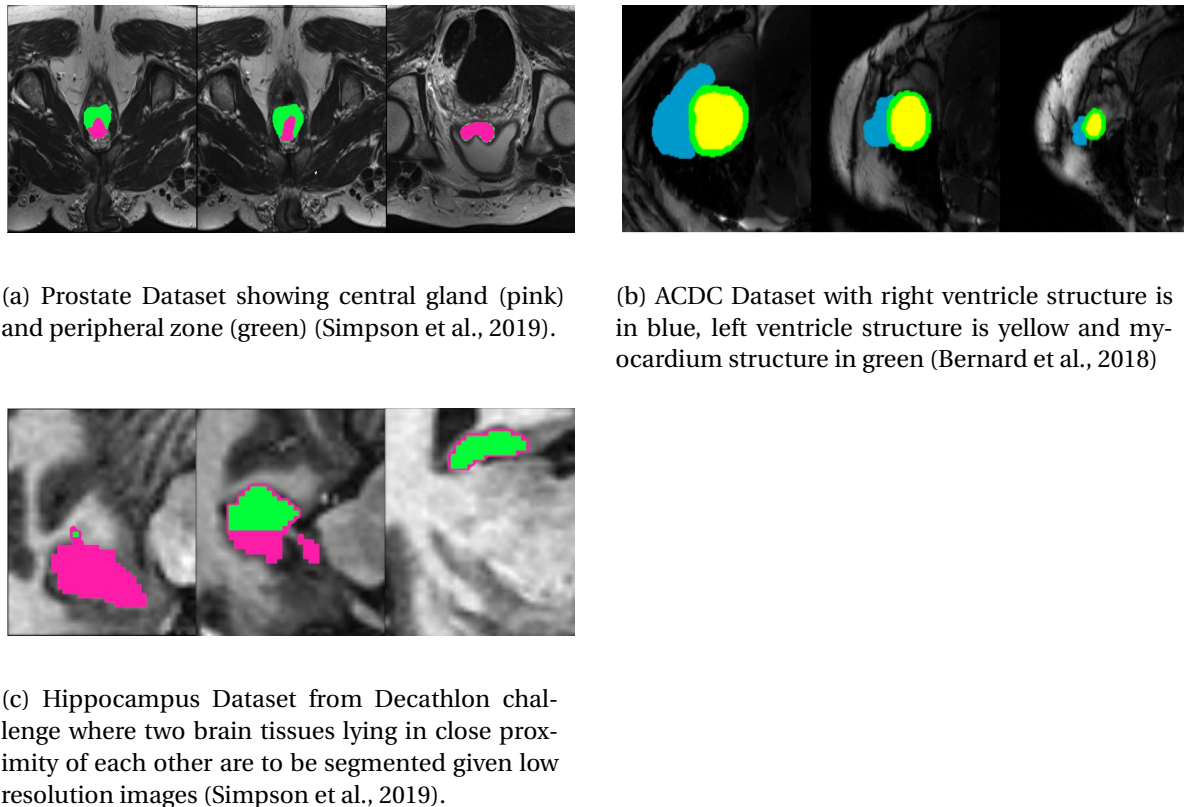 (a) Prostate Dataset showing central gland (pink)
and peripheral zone (green) (Simpson et al., 2019).
(b) ACDC Dataset with right ventricle structure is
in blue, left ventricle structure is yellow and my-
ocardium structure in green (Bernard et al., 2018)
(c) Hippocampus Dataset from Decathlon chal-
lenge where two brain tissues lying in close prox-
imity of each other are to be segmented given low
resolution images (Simpson et al., 2019).